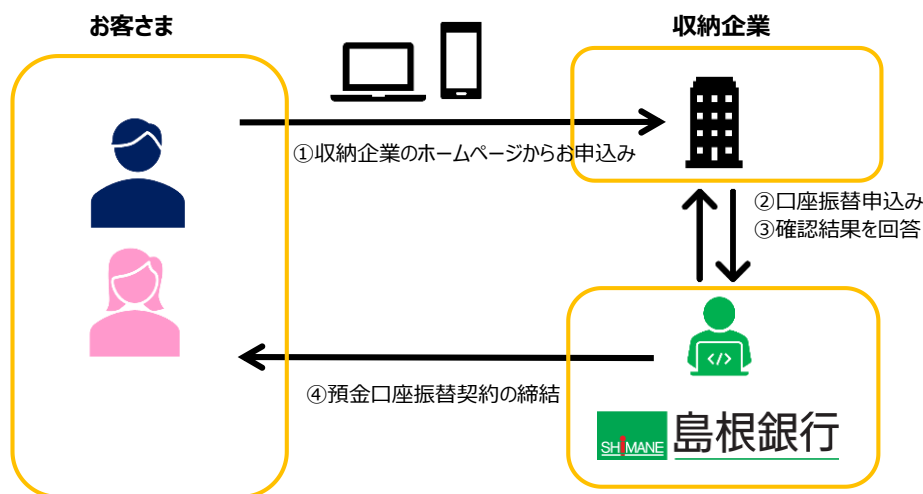 お客さま
収納企業
①収納企業のホームページからお申込み
②口座振替申込み
③確認結果を回答
</>
④預金口座振替契約の締結
SHIMANE 島根銀行